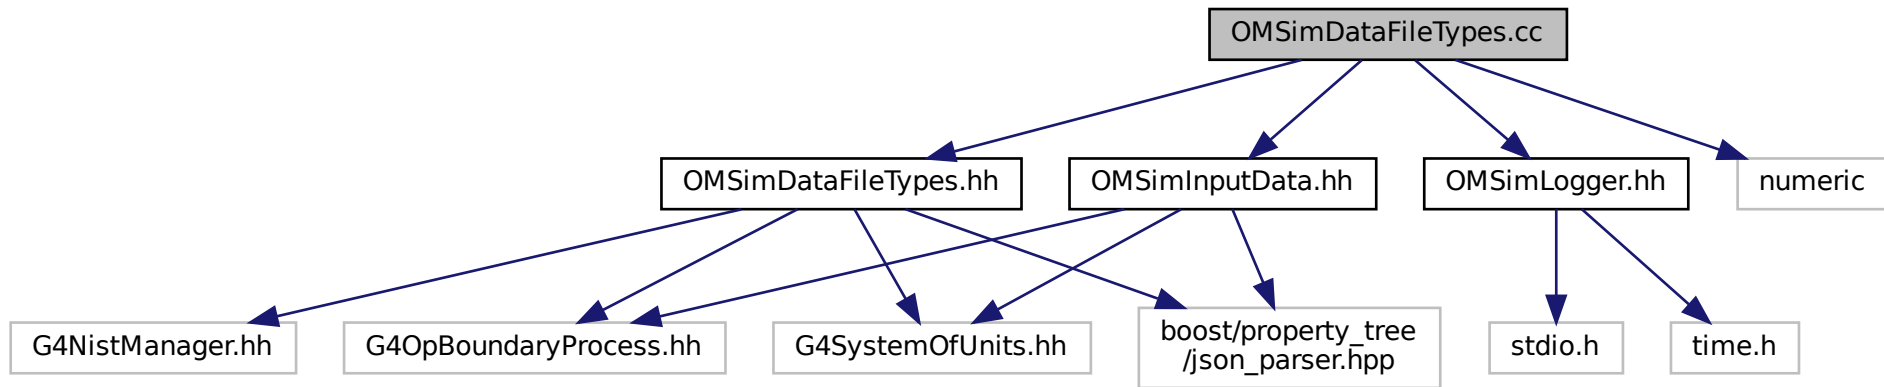 OMSimDataFileTypes.cc
OMSimDataFileTypes.hh
OMSimInputData.hh
OMSimLogger.hh
numeric
G4NistManager.hh
G4OpBoundaryProcess.hh
G4SystemOfUnits.hh
boost/property_tree
/json_parser.hpp
stdio.h
time.h